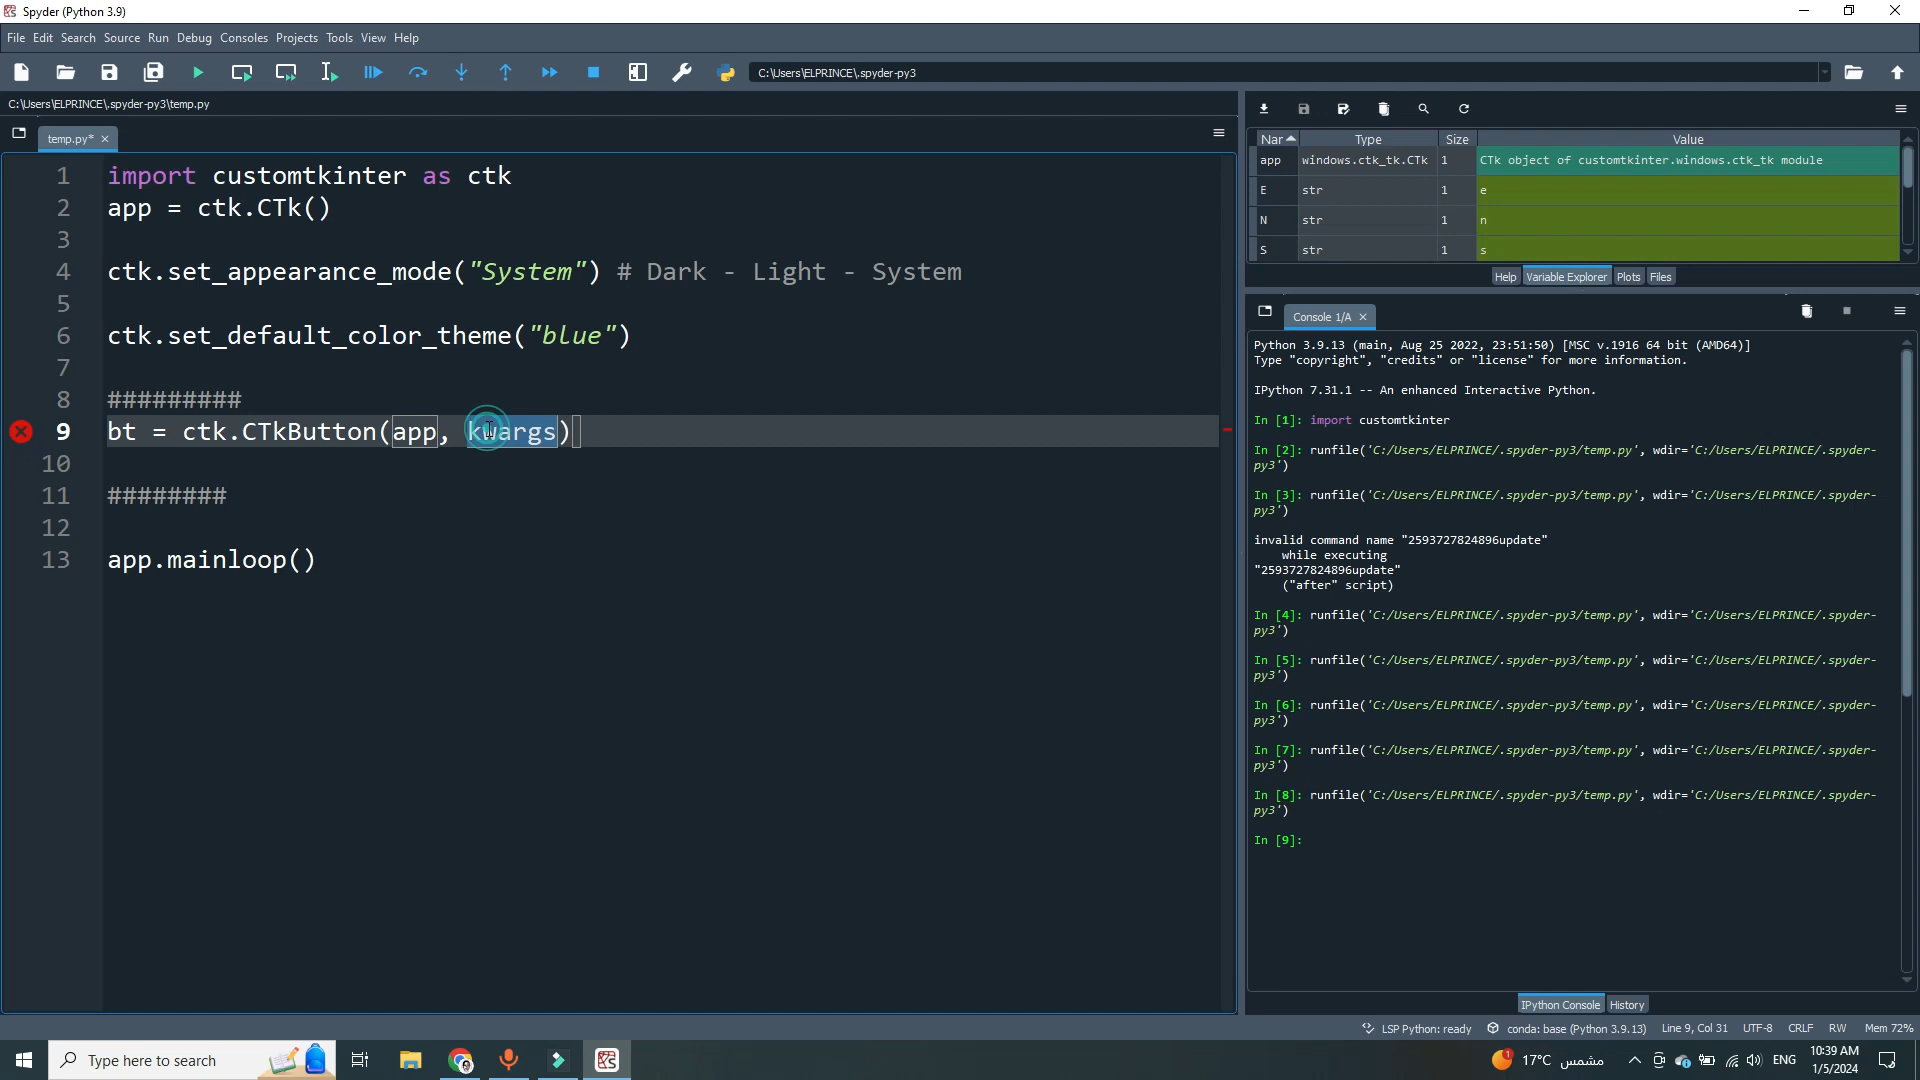 Spyder (Python 3.9)
File Edit Search Source Run Debug Consoles Projects Tools View Help
C:\Users\ELPRINCE\.spyder-py3
C:\Users\ELPRINCE\.spyder-py3\temp.py
temp.py*
1 import customtkinter as ctk
2 app = ctk.CTk()
3
4 ctk.set_appearance_mode("System") # Dark - Light - System
5
6 ctk.set_default_color_theme("blue")
7
8 #########
9 bt = ctk.CTkButton(app, kwargs)
10
11 ########
12
13 app.mainloop()
Nar Type Size Value
app windows.ctk_tk.CTk 1 CTk object of customtkinter.windows.ctk_tk module
E str 1 e
N str 1 n
S str 1 s
Help Variable Explorer Plots Files
Console 1/A
Python 3.9.13 (main, Aug 25 2022, 23:51:50) [MSC v.1916 64 bit (AMD64)]
Type "copyright", "credits" or "license" for more information.
IPython 7.31.1 -- An enhanced Interactive Python.
In [1]: import customtkinter
In [2]: runfile('C:/Users/ELPRINCE/.spyder-py3/temp.py', wdir='C:/Users/ELPRINCE/.spyder-
py3')
In [3]: runfile('C:/Users/ELPRINCE/.spyder-py3/temp.py', wdir='C:/Users/ELPRINCE/.spyder-
py3')
invalid command name "2593727824896update"
while executing
"2593727824896update"
("after" script)
In [4]: runfile('C:/Users/ELPRINCE/.spyder-py3/temp.py', wdir='C:/Users/ELPRINCE/.spyder-
py3')
In [5]: runfile('C:/Users/ELPRINCE/.spyder-py3/temp.py', wdir='C:/Users/ELPRINCE/.spyder-
py3')
In [6]: runfile('C:/Users/ELPRINCE/.spyder-py3/temp.py', wdir='C:/Users/ELPRINCE/.spyder-
py3')
In [7]: runfile('C:/Users/ELPRINCE/.spyder-py3/temp.py', wdir='C:/Users/ELPRINCE/.spyder-
py3')
In [8]: runfile('C:/Users/ELPRINCE/.spyder-py3/temp.py', wdir='C:/Users/ELPRINCE/.spyder-
py3')
In [9]:
IPython Console History
LSP Python: ready conda: base (Python 3.9.13) Line 9, Col 31 UTF-8 CRLF RW Mem 72%
Type here to search
1 17°C مشمس ENG
10:39 AM
1/5/2024